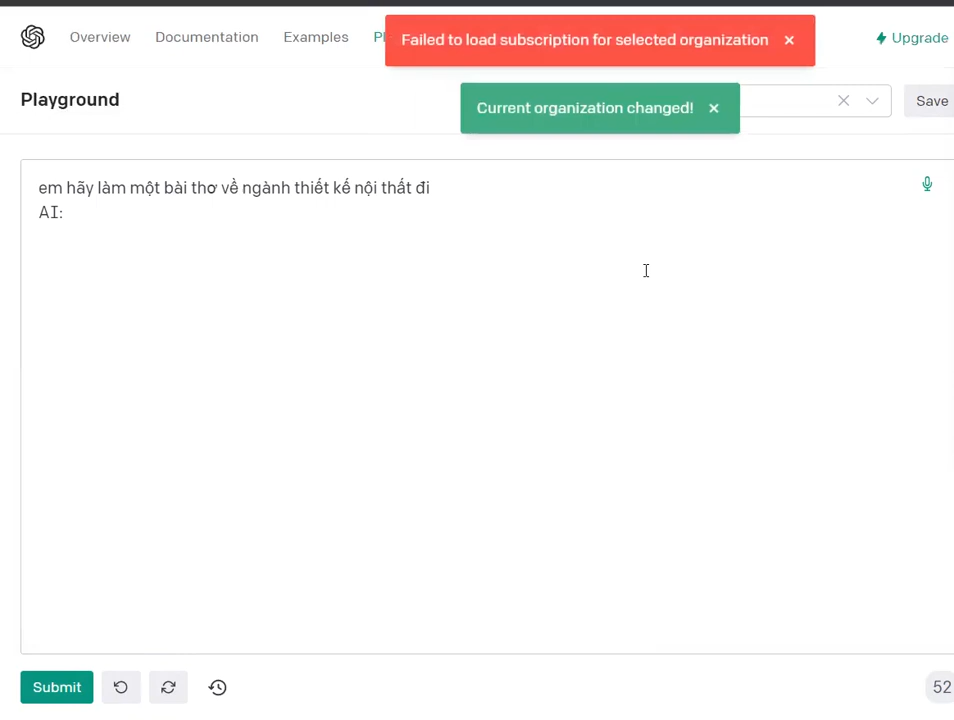 Overview Documentation Examples Pl
Failed to load subscription for selected organization
Upgrade
Playground
Current organization changed!
Save
em hãy làm một bài thơ về ngành thiết kế nội thất đi
AI:
Submit
52